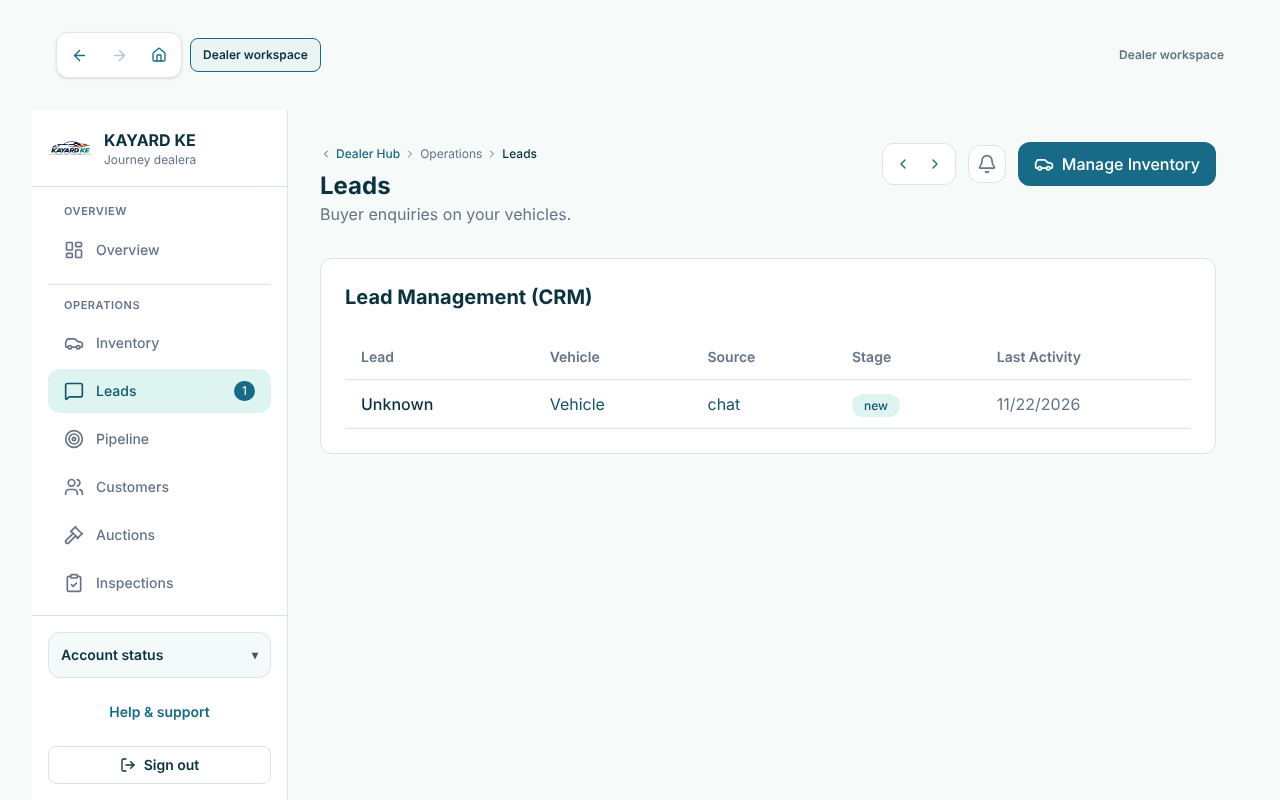 Dealer workspace
Dealer workspace
KAYARD KE
KAYARD KE
Journey dealera
OVERVIEW
Overview
OPERATIONS
Inventory
Leads 1
Pipeline
Customers
Auctions
Inspections
Account status
Help & support
Sign out
Dealer Hub Operations Leads
Leads
Buyer enquiries on your vehicles.
Manage Inventory
Lead Management (CRM)
Lead Vehicle Source Stage Last Activity
Unknown Vehicle chat new 11/22/2026